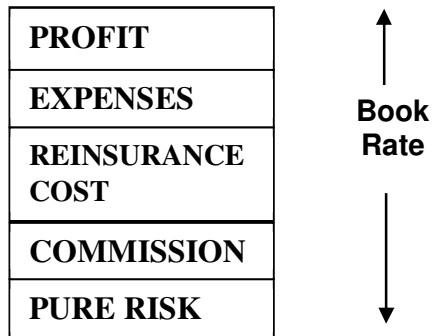 PROFIT
EXPENSES
REINSURANCE
COST
COMMISSION
PURE RISK
Book
Rate